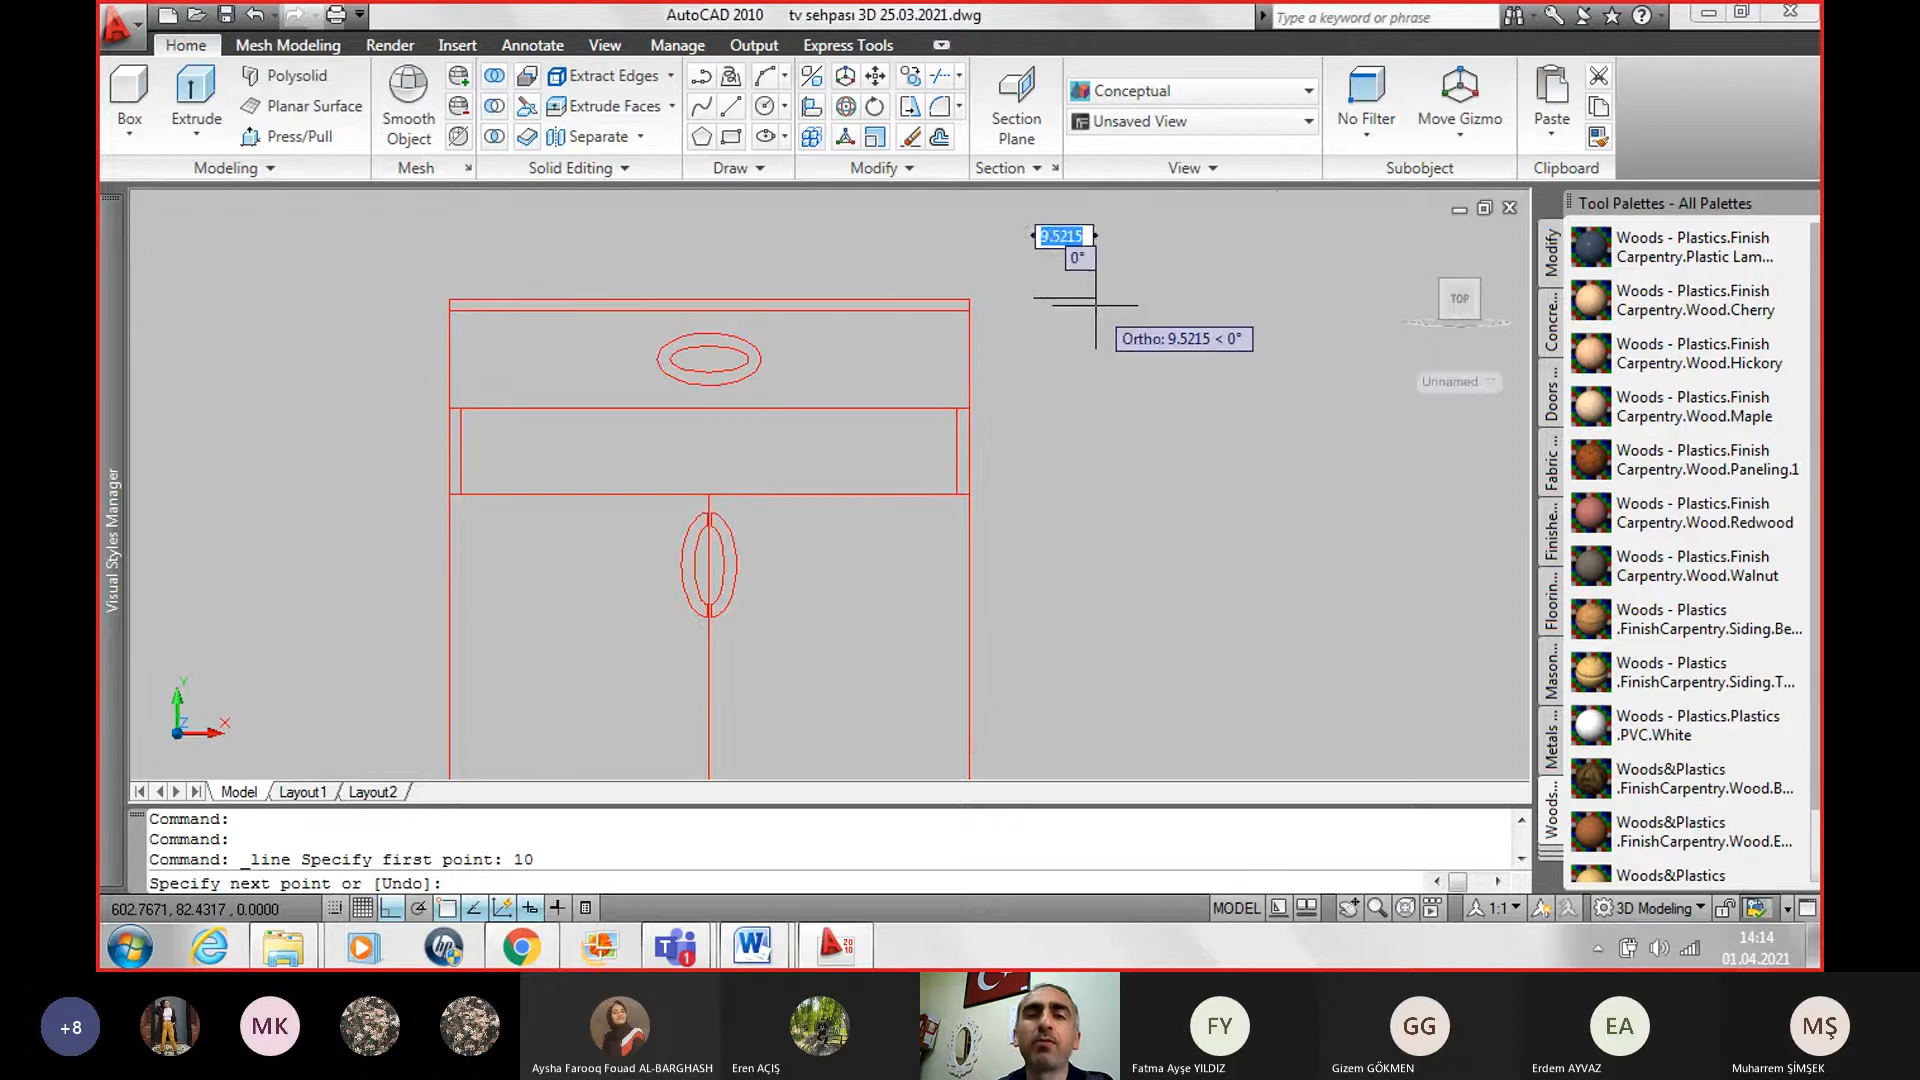 AutoCAD 2010 tv sehpası 3D 25.03.2021.dwg
Type a keyword or phrase
Home Mesh Modeling Render Insert Annotate View Manage Output Express Tools
Box
Extrude
Polysolid
Planar Surface
Press/Pull
Modeling
Smooth
Object
Mesh
Extract Edges
Extrude Faces
Separate
Solid Editing
Draw
Modify
Section
Plane
Section
Conceptual
Unsaved View
View
No Filter
Move Gizmo
Subobject
Paste
Clipboard
Visual Styles Manager
9.5215
0°
Ortho: 9.5215 < 0°
TOP
Unnamed
Y
X
Z
Tool Palettes - All Palettes
Modify
Concre...
Doors ...
Fabric ...
Finishe...
Floorin...
Mason...
Metals ...
Woods...
Woods - Plastics.Finish
Carpentry.Plastic Lam...
Woods - Plastics.Finish
Carpentry.Wood.Cherry
Woods - Plastics.Finish
Carpentry.Wood.Hickory
Woods - Plastics.Finish
Carpentry.Wood.Maple
Woods - Plastics.Finish
Carpentry.Wood.Paneling.1
Woods - Plastics.Finish
Carpentry.Wood.Redwood
Woods - Plastics.Finish
Carpentry.Wood.Walnut
Woods - Plastics
.FinishCarpentry.Siding.Be...
Woods - Plastics
.FinishCarpentry.Siding.T...
Woods - Plastics.Plastics
.PVC.White
Woods&Plastics
.FinishCarpentry.Wood.B...
Woods&Plastics
.FinishCarpentry.Wood.E...
Woods&Plastics
Model Layout1 Layout2
Command:
Command:
Command: _line Specify first point: 10
Specify next point or [Undo]:
602.7671, 82.4317 , 0.0000
MODEL
1:1
3D Modeling
14:14
01.04.2021
+8
MK
Aysha Farooq Fouad AL-BARGHASH
Eren AÇIŞ
FY
Fatma Ayşe YILDIZ
GG
Gizem GÖKMEN
EA
Erdem AYVAZ
MŞ
Muharrem ŞİMŞEK